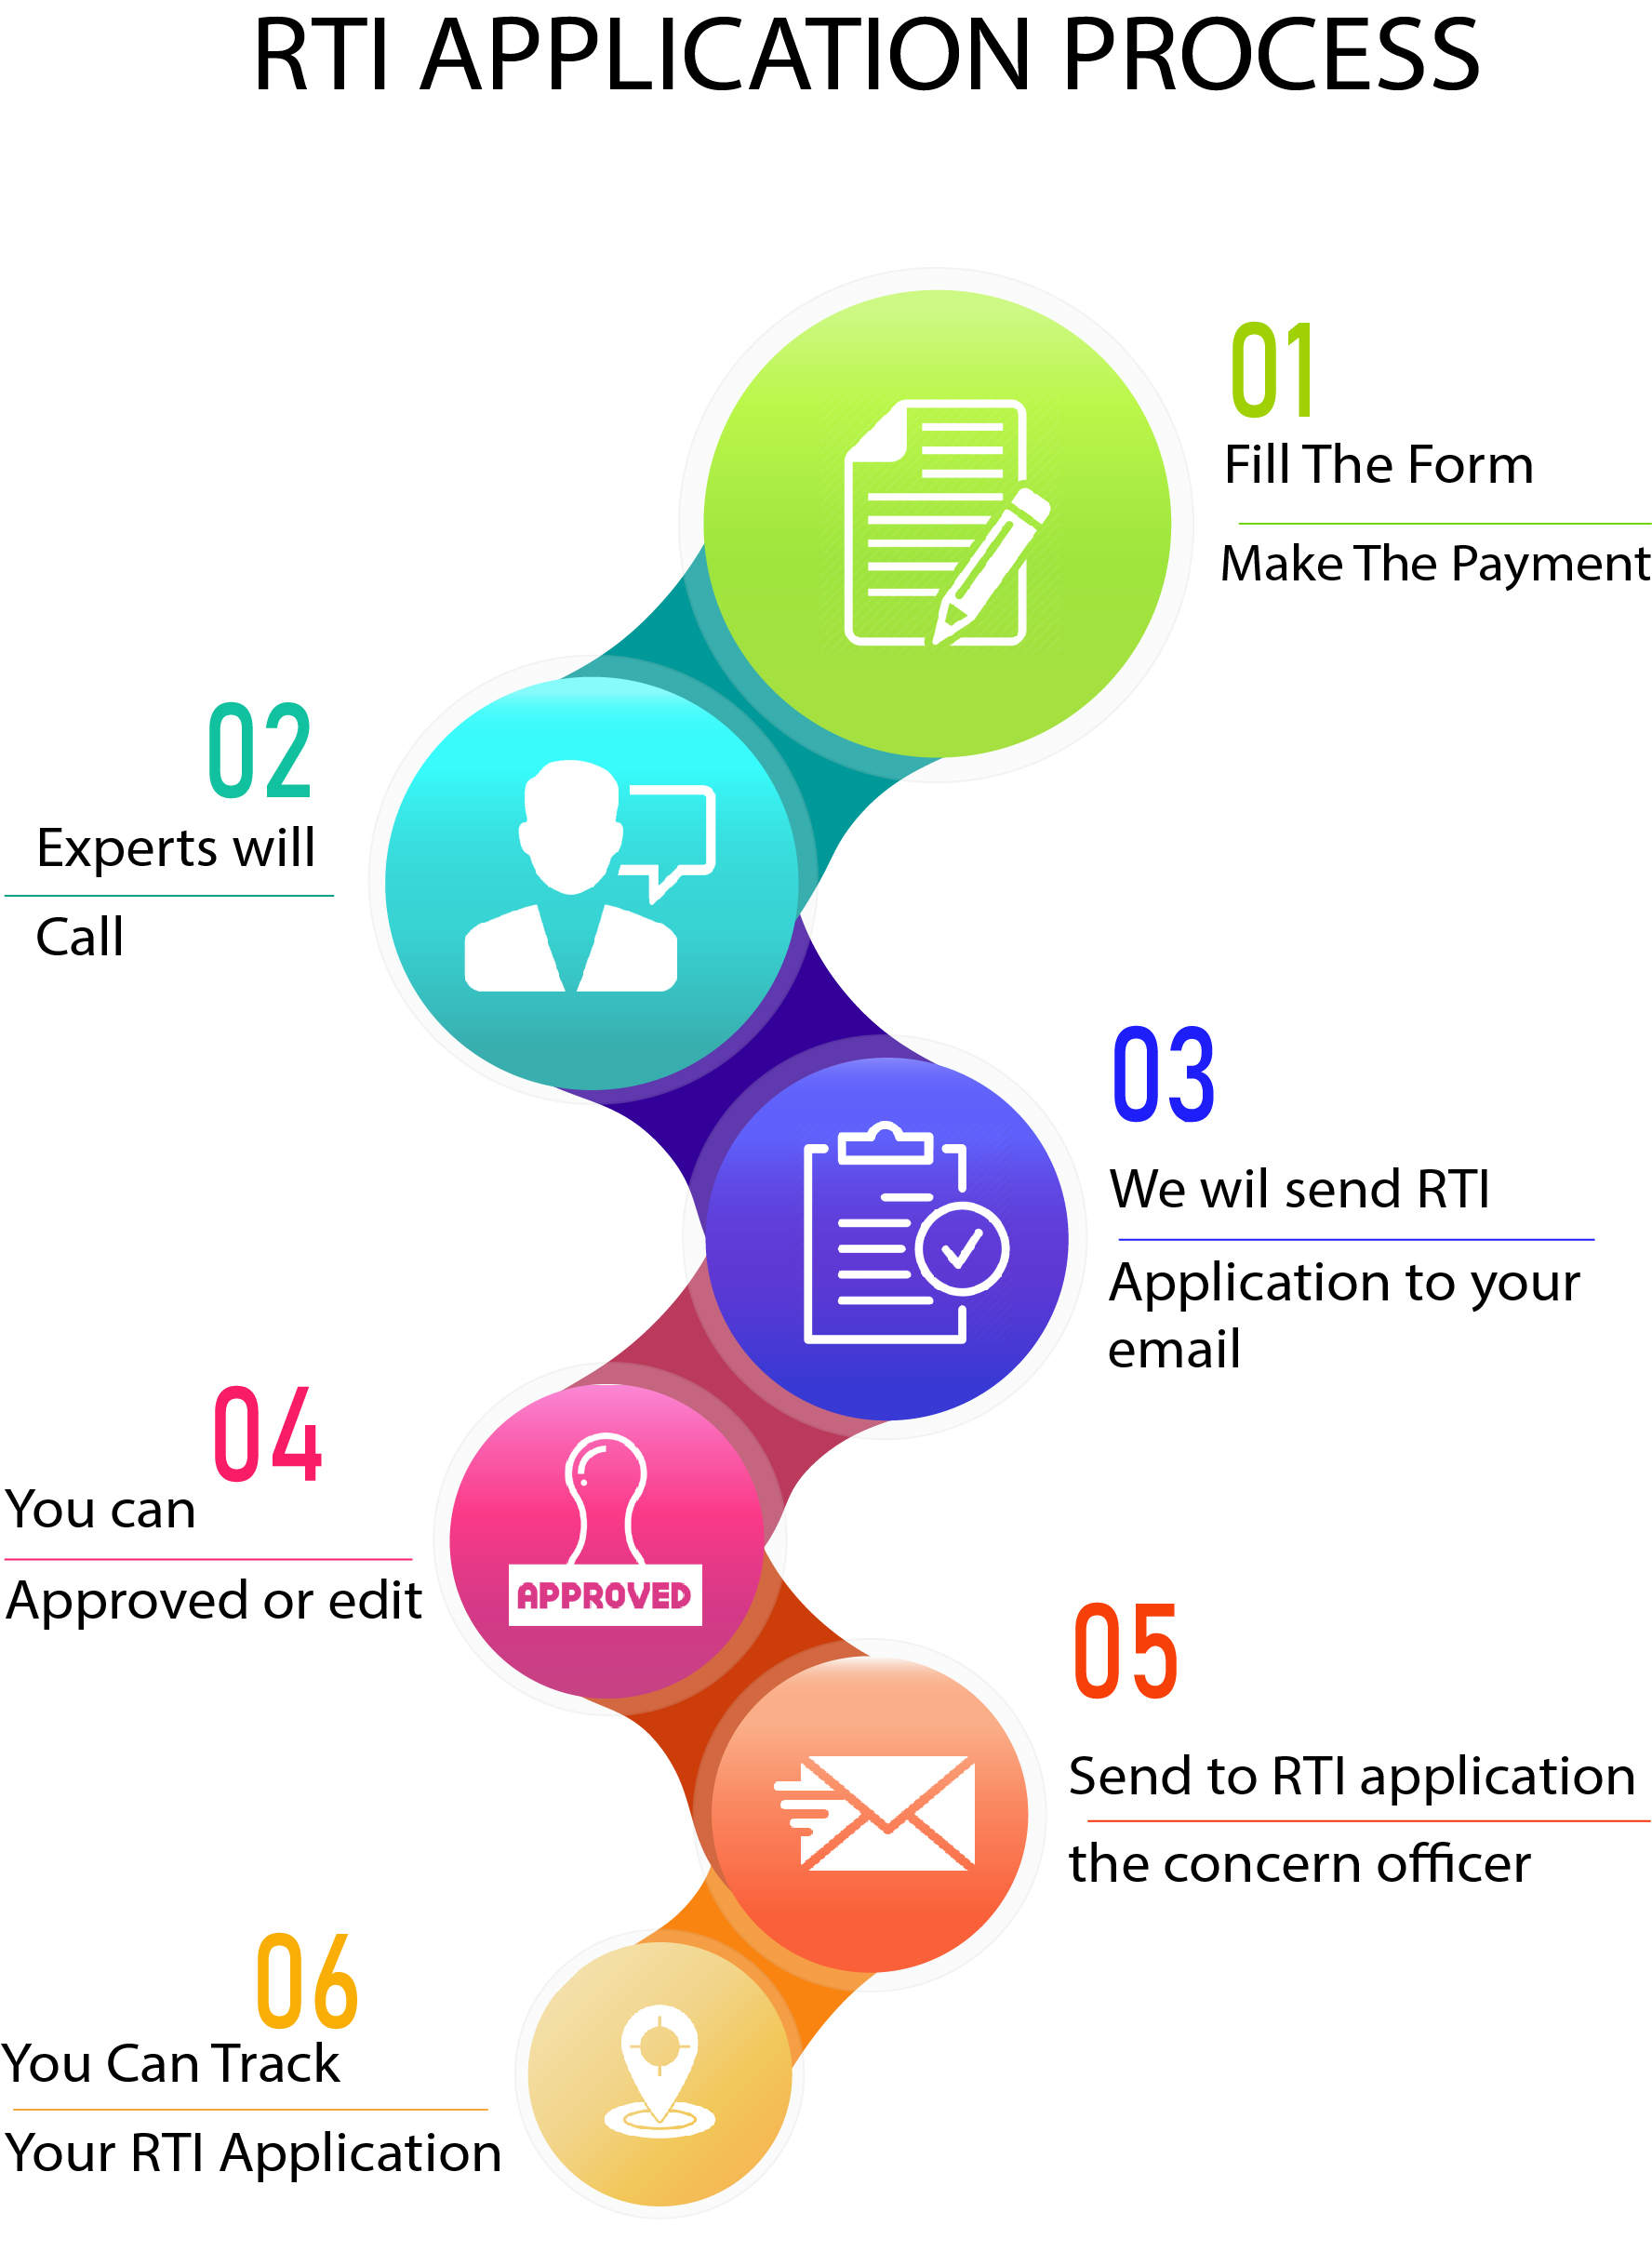 RTI APPLICATION PROCESS
01
Fill The Form
Make The Payment
02
Experts will
Call
03
We wil send RTI
Application to your
email
04
You can
Approved or edit
APPROVED
05
Send to RTI application
the concern officer
06
You Can Track
Your RTI Application